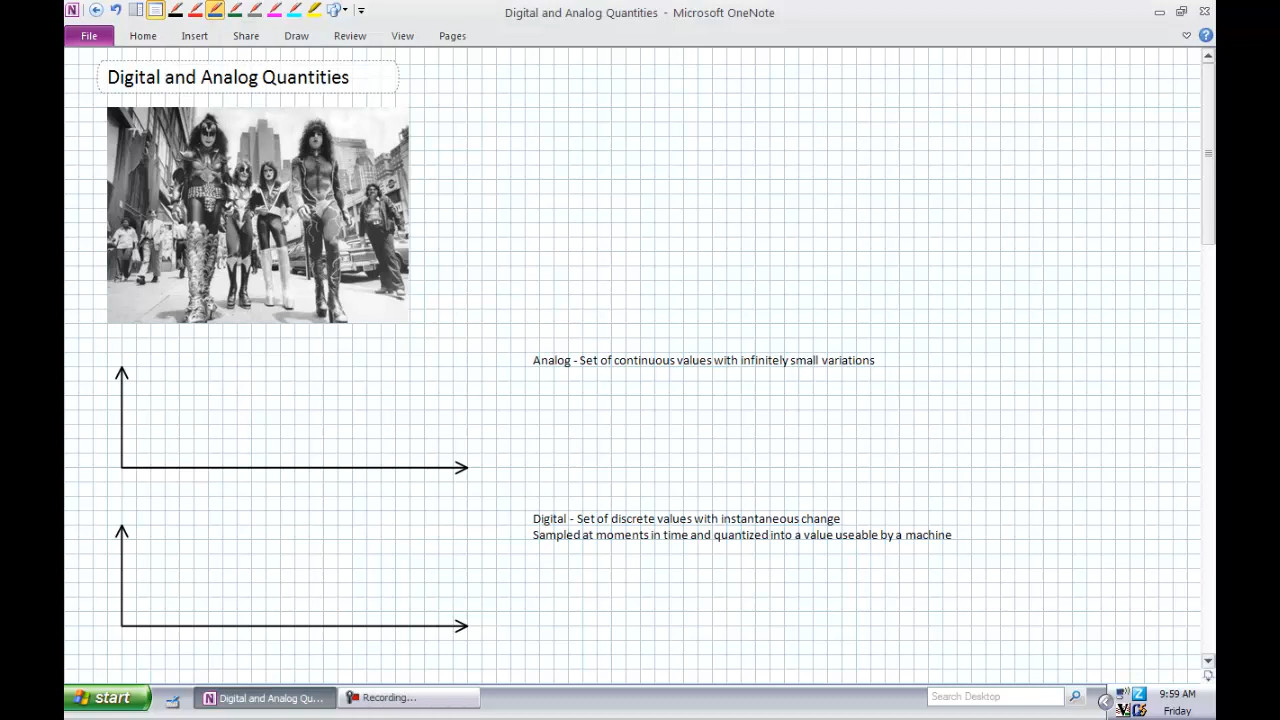 Digital and Analog Quantities - Microsoft OneNote
File Home Insert Share Draw Review View Pages
Digital and Analog Quantities
Analog - Set of continuous values with infinitely small variations
Digital - Set of discrete values with instantaneous change
Sampled at moments in time and quantized into a value useable by a machine
start
Digital and Analog Qu...
Recording...
Search Desktop
9:59 AM
Friday